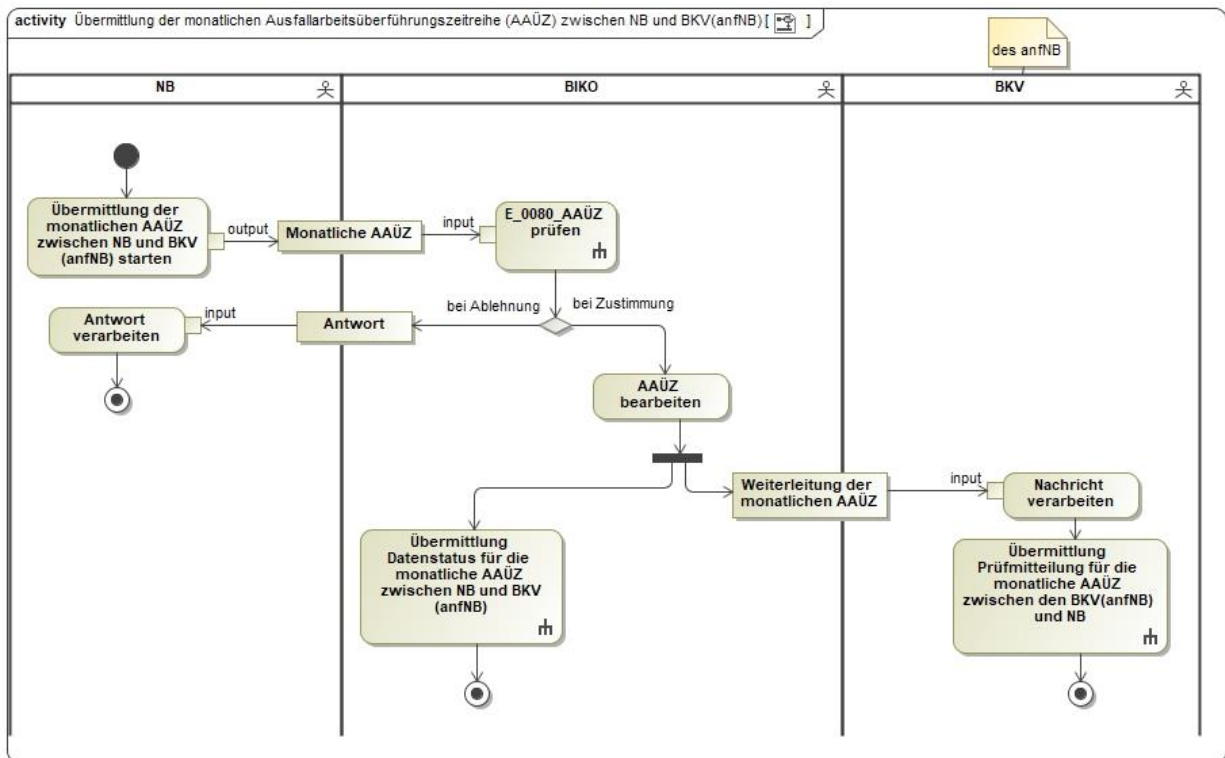 activity Übermittlung der monatlichen Ausfallarbeitsüberführungszeitreihe (AAÜZ) zwischen NB und BKV(anfNB) [ ]
des anfNB
NB
BIKO
BKV
Übermittlung der
monatlichen AAÜZ
zwischen NB und BKV
(anfNB) starten
output
Monatliche AAÜZ
input
E_0080_AAÜZ
prüfen
bei Ablehnung
bei Zustimmung
Antwort
input
Antwort
verarbeiten
AAÜZ
bearbeiten
Weiterleitung der
monatlichen AAÜZ
input
Nachricht
verarbeiten
Übermittlung
Datenstatus für die
monatliche AAÜZ
zwischen NB und BKV
(anfNB)
Übermittlung
Prüfmitteilung für die
monatliche AAÜZ
zwischen den BKV(anfNB)
und NB